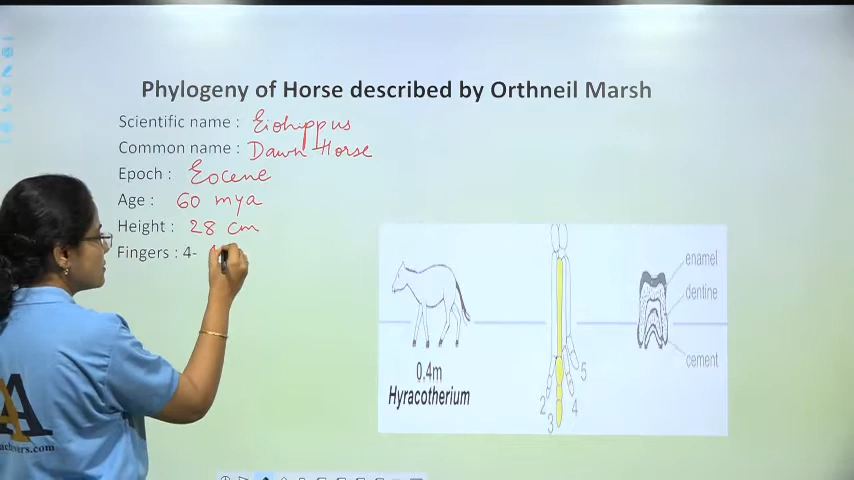 Phylogeny of Horse described by Orthneil Marsh
Scientific name : Eiohippus
Common name : Dawn Horse
Epoch : Eocene
Age : 60 mya
Height : 28 cm
Fingers : 4-
enamel
dentine
cement
0.4m
Hyracotherium
2
3
4
5